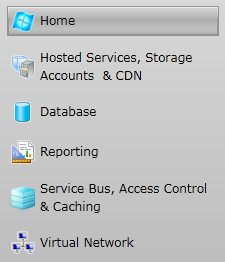 Home
Hosted Services, Storage
Accounts & CDN
Database
Reporting
Service Bus, Access Control
& Caching
Virtual Network